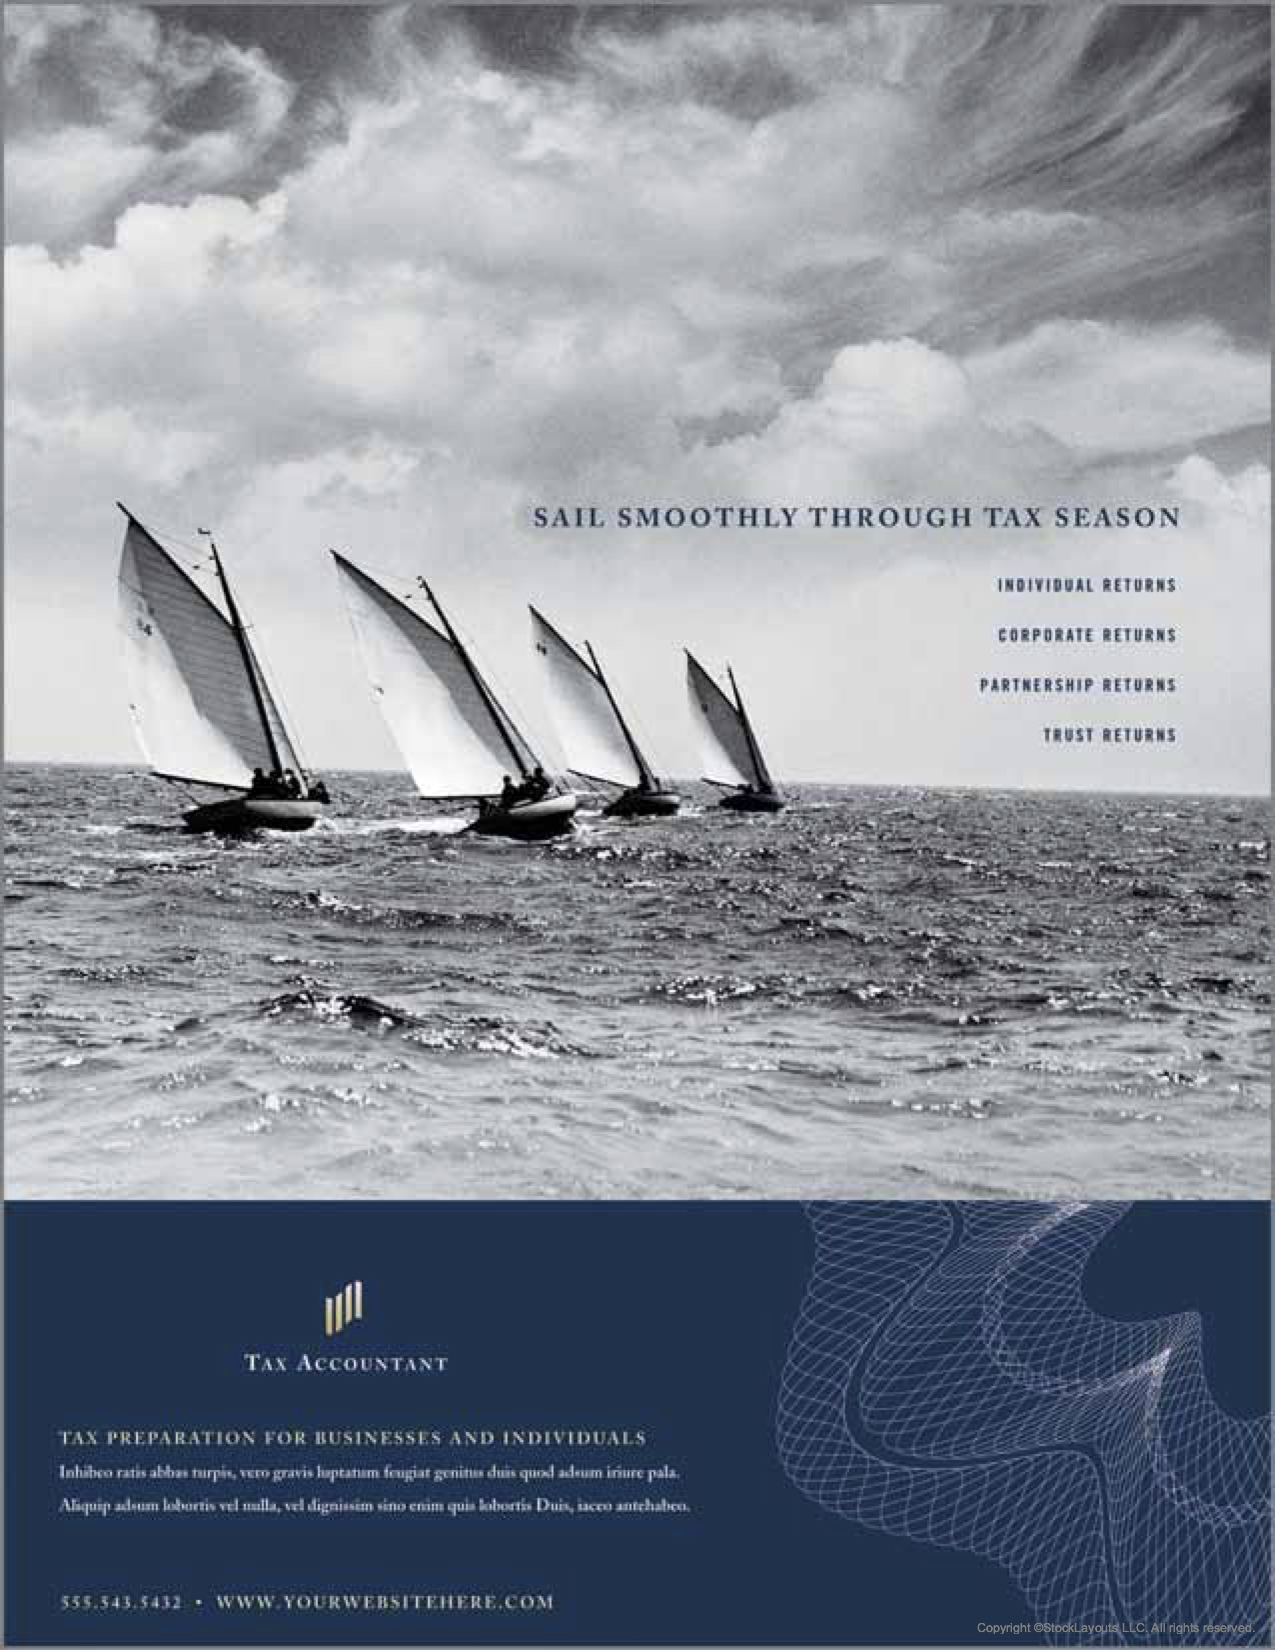 SAIL SMOOTHLY THROUGH TAX SEASON
INDIVIDUAL RETURNS
CORPORATE RETURNS
PARTNERSHIP RETURNS
TRUST RETURNS
TAX ACCOUNTANT
TAX PREPARATION FOR BUSINESSES AND INDIVIDUALS
Inhibeo ratis abbas turpis, vero gravis luptatum feugiat genitus duis quod adsum iriure pala.
Aliquip adsum lobortis vel nulla, vel dignissim sino enim quis lobortis Duis, iaceo antehabeo.
555.543.5432 • WWW.YOURWEBSITEHERE.COM
Copyright ©StockLayouts LLC. All rights reserved.